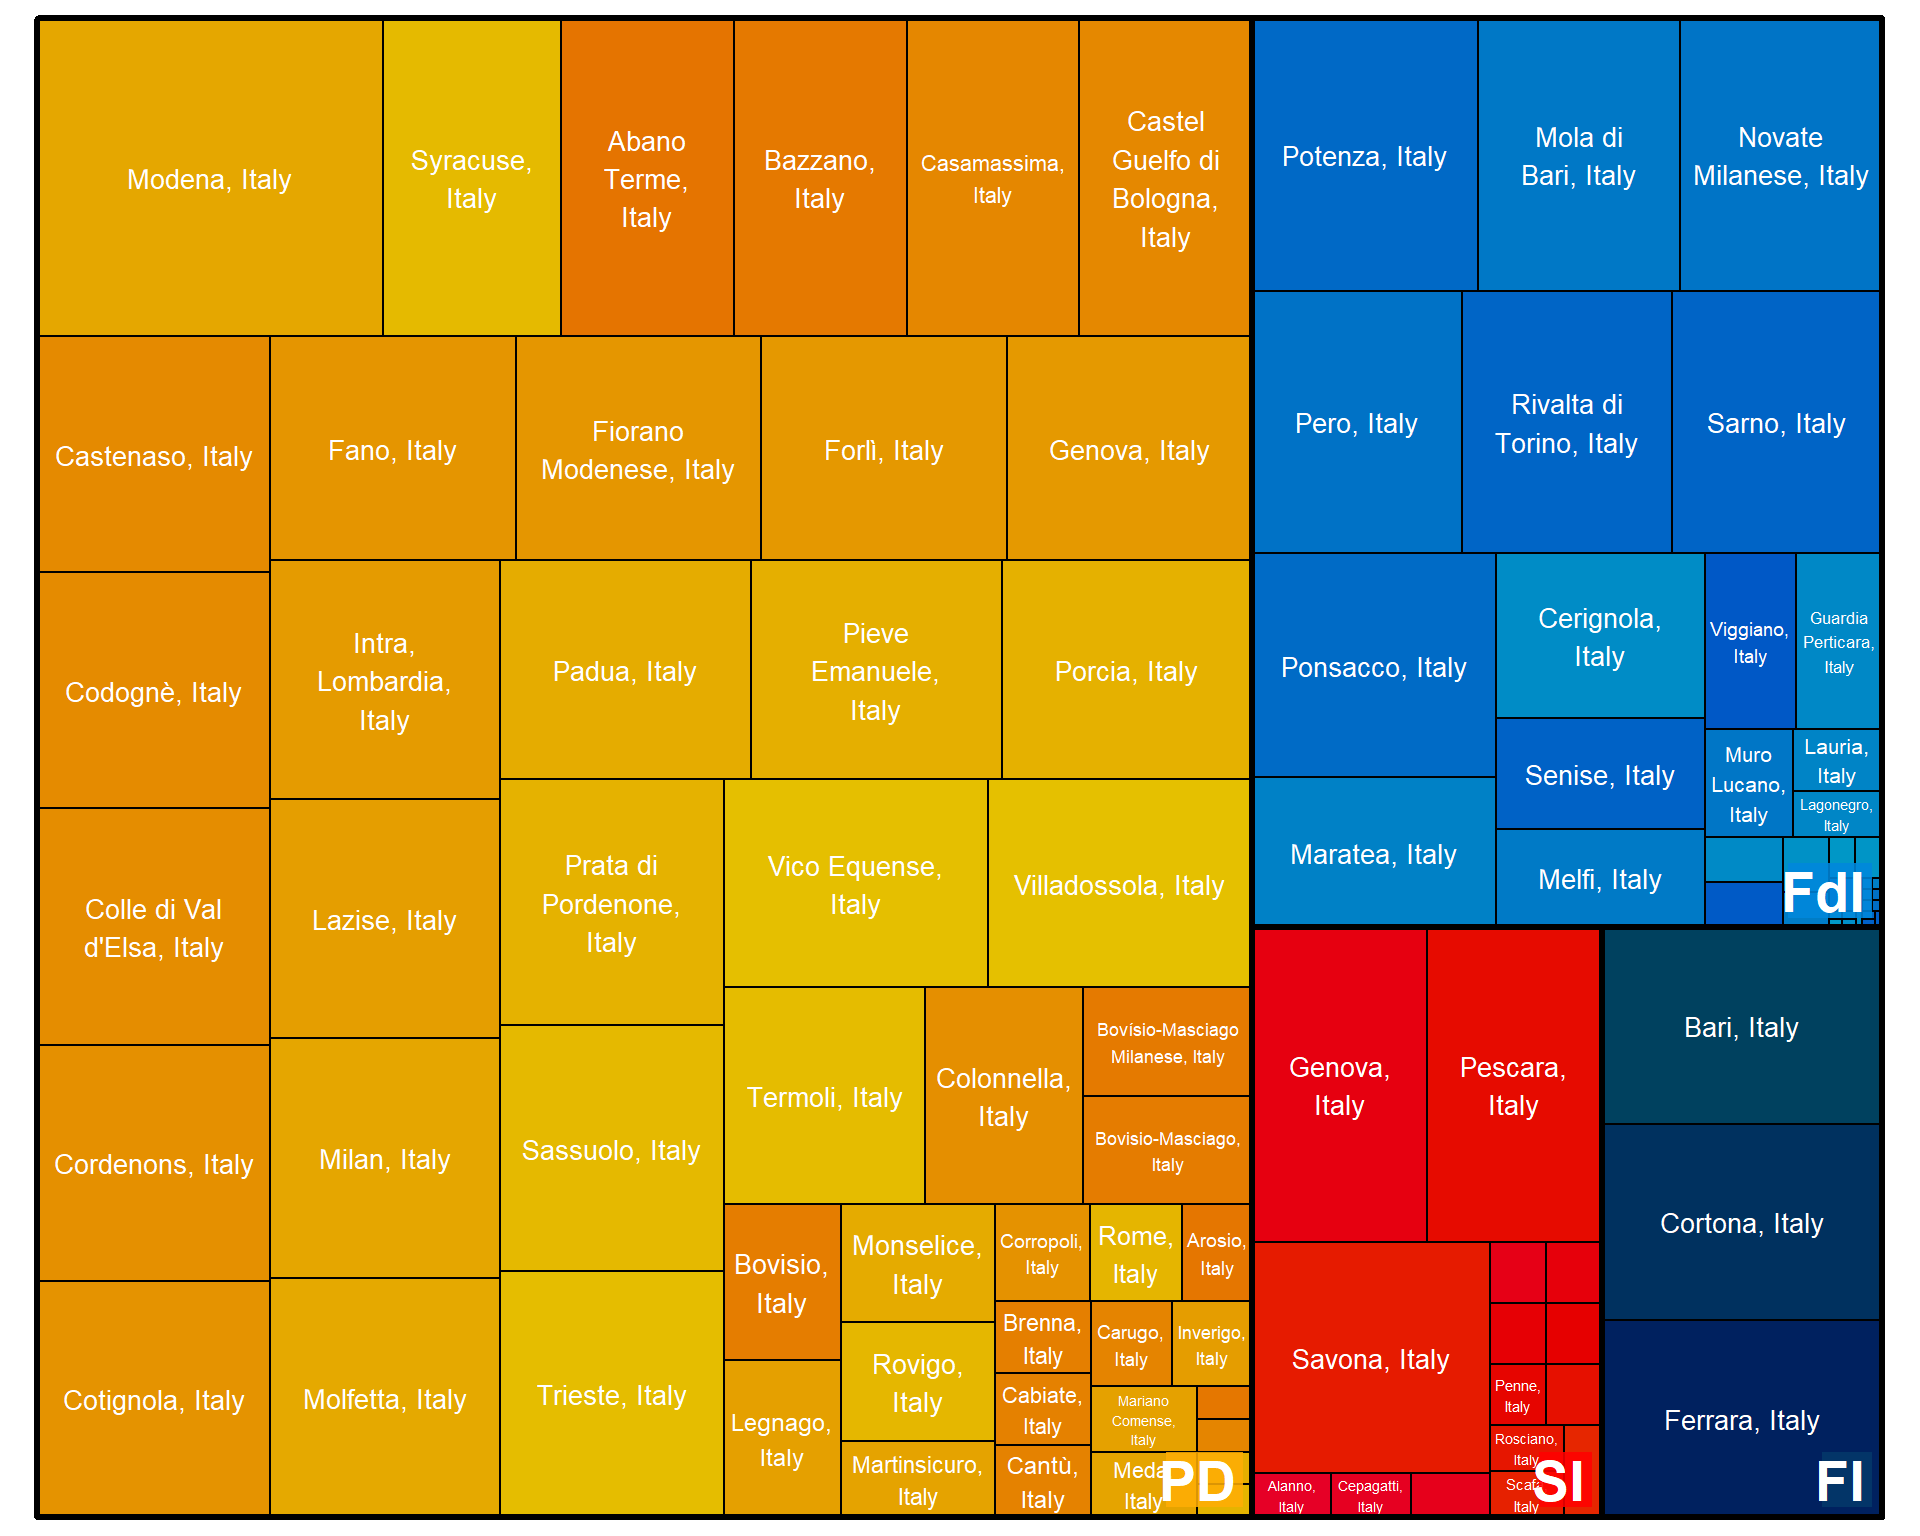 Modena, Italy
Syracuse,
Italy
Abano
Terme,
Italy
Bazzano,
Italy
Casamassima,
Italy
Castel
Guelfo di
Bologna,
Italy
Castenaso, Italy
Fano, Italy
Fiorano
Modenese, Italy
Forlì, Italy
Genova, Italy
Codognè, Italy
Intra,
Lombardia,
Italy
Padua, Italy
Pieve
Emanuele,
Italy
Porcia, Italy
Colle di Val
d'Elsa, Italy
Lazise, Italy
Prata di
Pordenone,
Italy
Vico Equense,
Italy
Villadossola, Italy
Cordenons, Italy
Milan, Italy
Sassuolo, Italy
Termoli, Italy
Colonnella,
Italy
Bovísio-Masciago
Milanese, Italy
Bovisio-Masciago,
Italy
Cotignola, Italy
Molfetta, Italy
Trieste, Italy
Bovisio,
Italy
Legnago,
Italy
Monselice,
Italy
Rovigo,
Italy
Martinsicuro,
Italy
Corropoli,
Italy
Rome,
Italy
Arosio,
Italy
Brenna,
Italy
Carugo,
Italy
Inverigo,
Italy
Cabiate,
Italy
Mariano
Comense,
Italy
Cantù,
Italy
Meda,
Italy
PD
Potenza, Italy
Mola di
Bari, Italy
Novate
Milanese, Italy
Pero, Italy
Rivalta di
Torino, Italy
Sarno, Italy
Ponsacco, Italy
Cerignola,
Italy
Viggiano,
Italy
Guardia
Perticara,
Italy
Senise, Italy
Muro
Lucano,
Italy
Lauria,
Italy
Lagonegro,
Italy
Maratea, Italy
Melfi, Italy
FdI
Genova,
Italy
Pescara,
Italy
Savona, Italy
Penne,
Italy
Rosciano,
Italy
Scafa,
Italy
Alanno,
Italy
Cepagatti,
Italy
SI
Bari, Italy
Cortona, Italy
Ferrara, Italy
FI